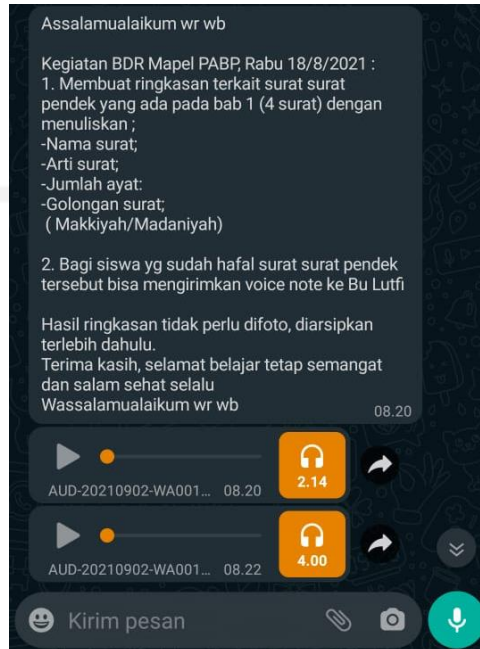 Assalamualaikum wr wb
Kegiatan BDR Mapel PABP, Rabu 18/8/2021 :
1. Membuat ringkasan terkait surat surat
pendek yang ada pada bab 1 (4 surat) dengan
menuliskan ;
-Nama surat;
-Arti surat;
-Jumlah ayat:
-Golongan surat;
( Makkiyah/Madaniyah)
2. Bagi siswa yg sudah hafal surat surat pendek
tersebut bisa mengirimkan voice note ke Bu Lutfi
Hasil ringkasan tidak perlu difoto, diarsipkan
terlebih dahulu.
Terima kasih, selamat belajar tetap semangat
dan salam sehat selalu
Wassalamualaikum wr wb
08.20
2.14
AUD-20210902-WA001... 08.20
4.00
AUD-20210902-WA001... 08.22
Kirim pesan